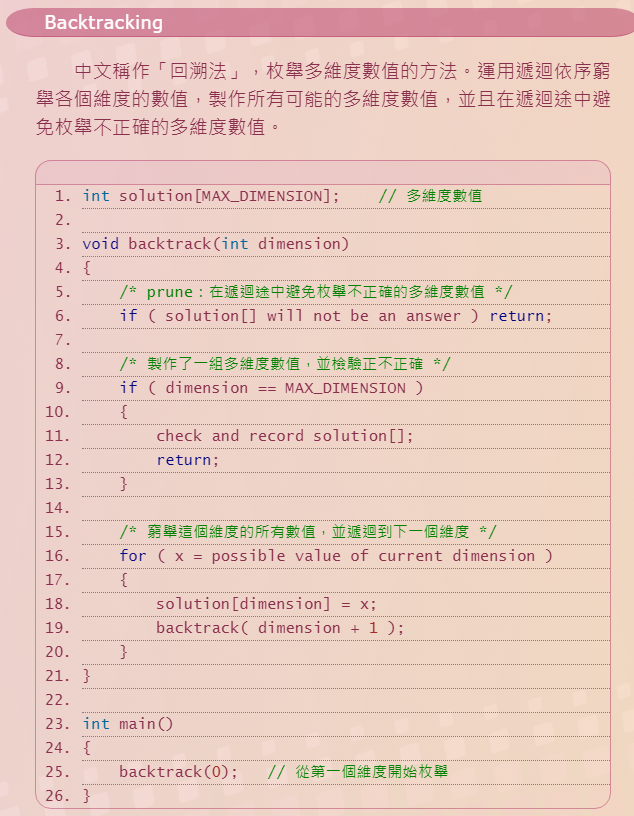 Backtracking
中文稱作「回溯法」，枚舉多維度數值的方法。運用遞迴依序窮
舉各個維度的數值，製作所有可能的多維度數值，並且在遞迴途中避
免枚舉不正確的多維度數值。
1. int solution[MAX_DIMENSION];    // 多維度數值
2.
3. void backtrack(int dimension)
4. {
5.     /* prune：在遞迴途中避免枚舉不正確的多維度數值 */
6.     if ( solution[] will not be an answer ) return;
7.
8.     /* 製作了一組多維度數值，並檢驗正不正確 */
9.     if ( dimension == MAX_DIMENSION )
10.     {
11.         check and record solution[];
12.         return;
13.     }
14.
15.     /* 窮舉這個維度的所有數值，並遞迴到下一個維度 */
16.     for ( x = possible value of current dimension )
17.     {
18.         solution[dimension] = x;
19.         backtrack( dimension + 1 );
20.     }
21. }
22.
23. int main()
24. {
25.     backtrack(0);   // 從第一個維度開始枚舉
26. }